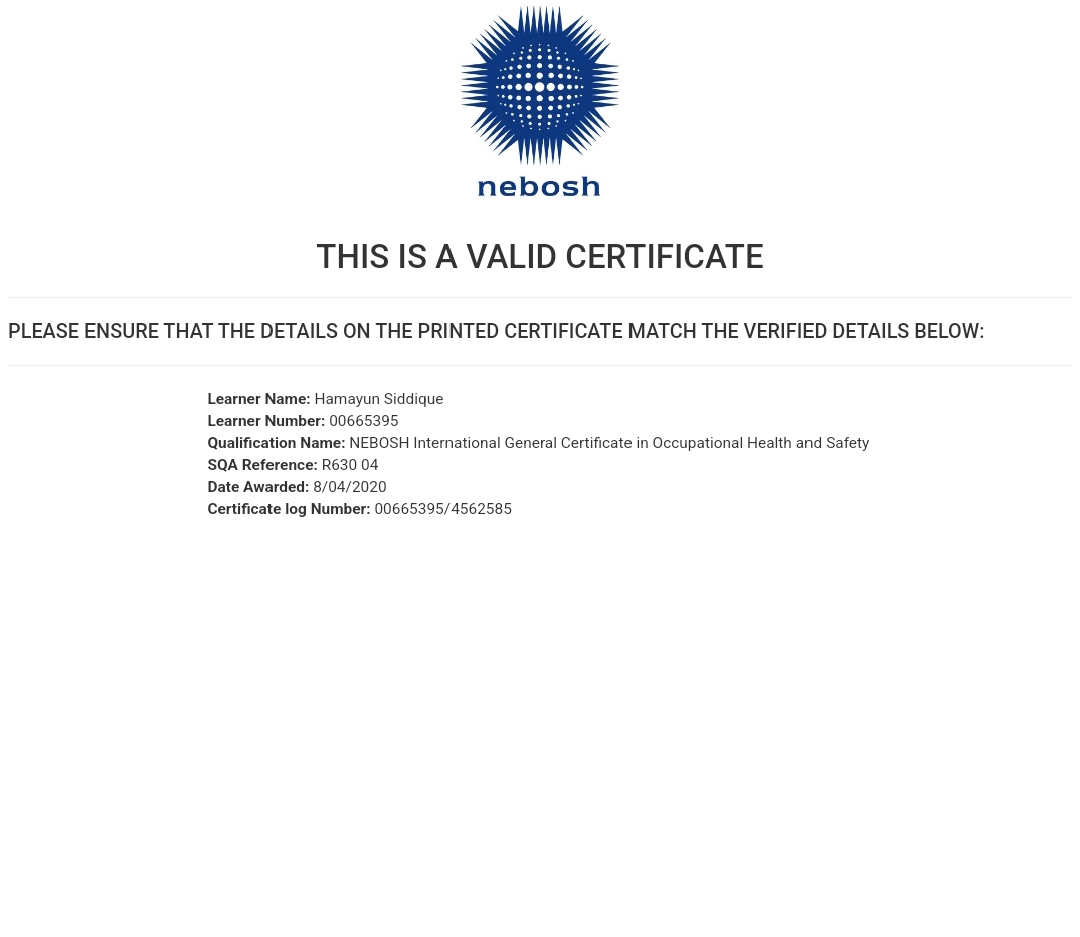 nebosh
THIS IS A VALID CERTIFICATE
PLEASE ENSURE THAT THE DETAILS ON THE PRINTED CERTIFICATE MATCH THE VERIFIED DETAILS BELOW:
Learner Name: Hamayun Siddique
Learner Number: 00665395
Qualification Name: NEBOSH International General Certificate in Occupational Health and Safety
SQA Reference: R630 04
Date Awarded: 8/04/2020
Certificate log Number: 00665395/4562585